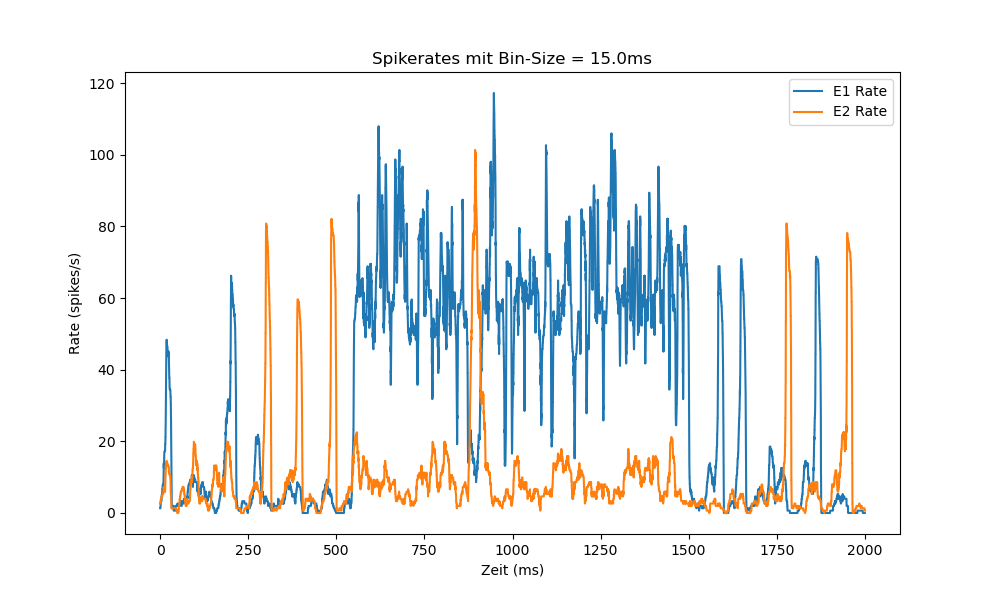 Spikerates mit Bin-Size = 15.0ms
E1 Rate
E2 Rate
120
100
80
60
40
20
0
Rate (spikes/s)
0 250 500 750 1000 1250 1500 1750 2000
Zeit (ms)